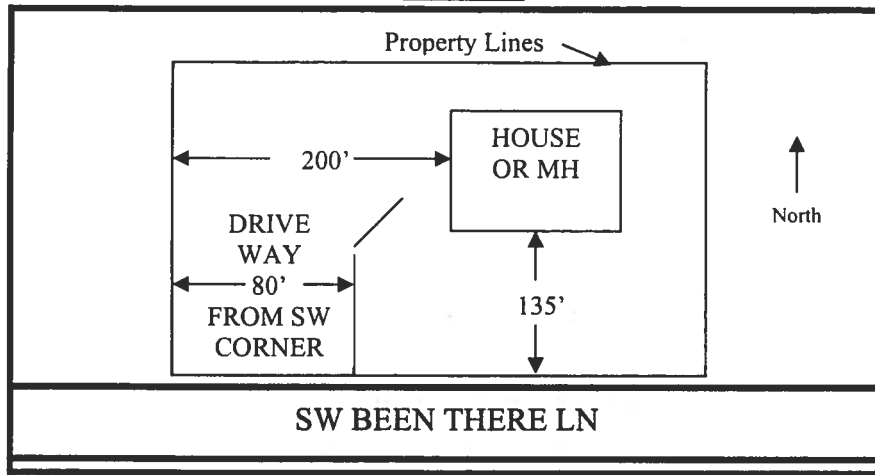 Property Lines
HOUSE
OR MH
200'
North
DRIVE
WAY
80'
FROM SW
CORNER
135'
SW BEEN THERE LN